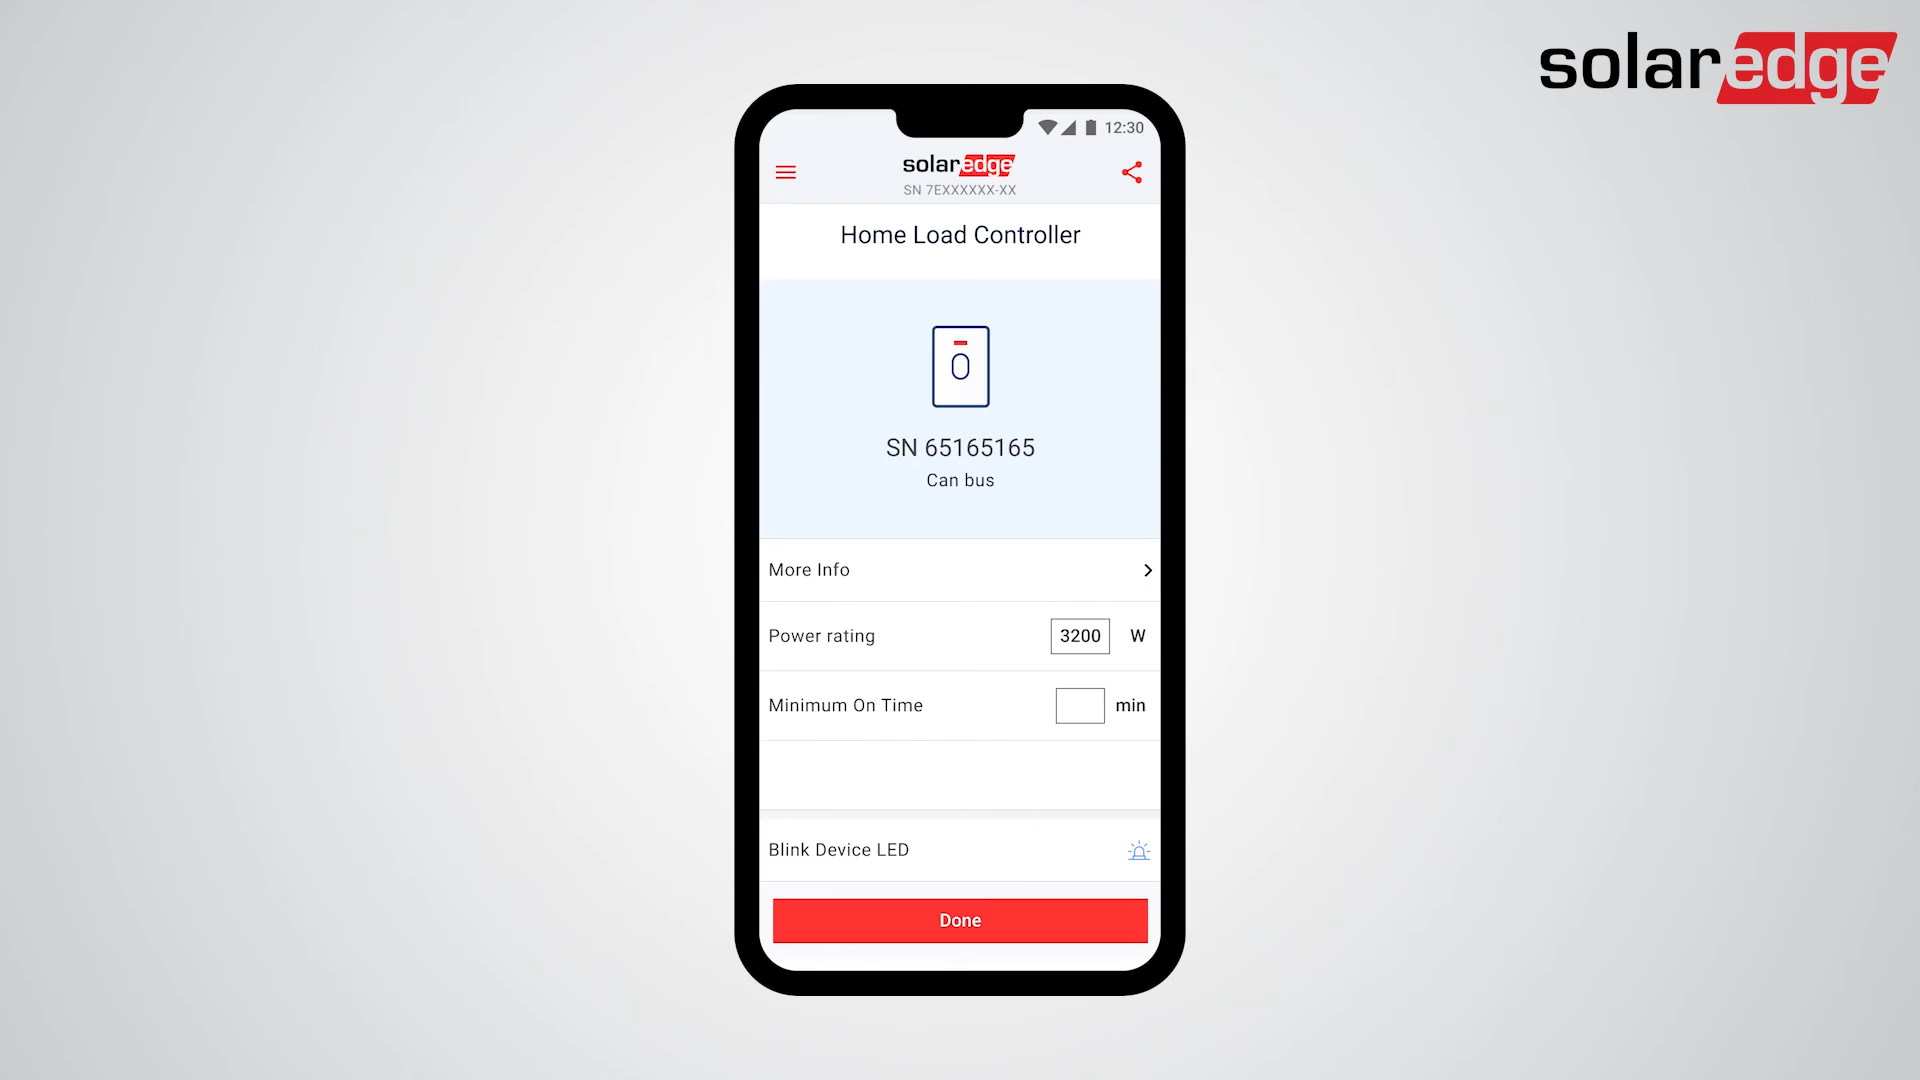 solaredge
12:30
solaredge
SN 7EXXXXXX-XX
Home Load Controller
SN 65165165
Can bus
More Info
Power rating 3200 W
Minimum On Time min
Blink Device LED
Done